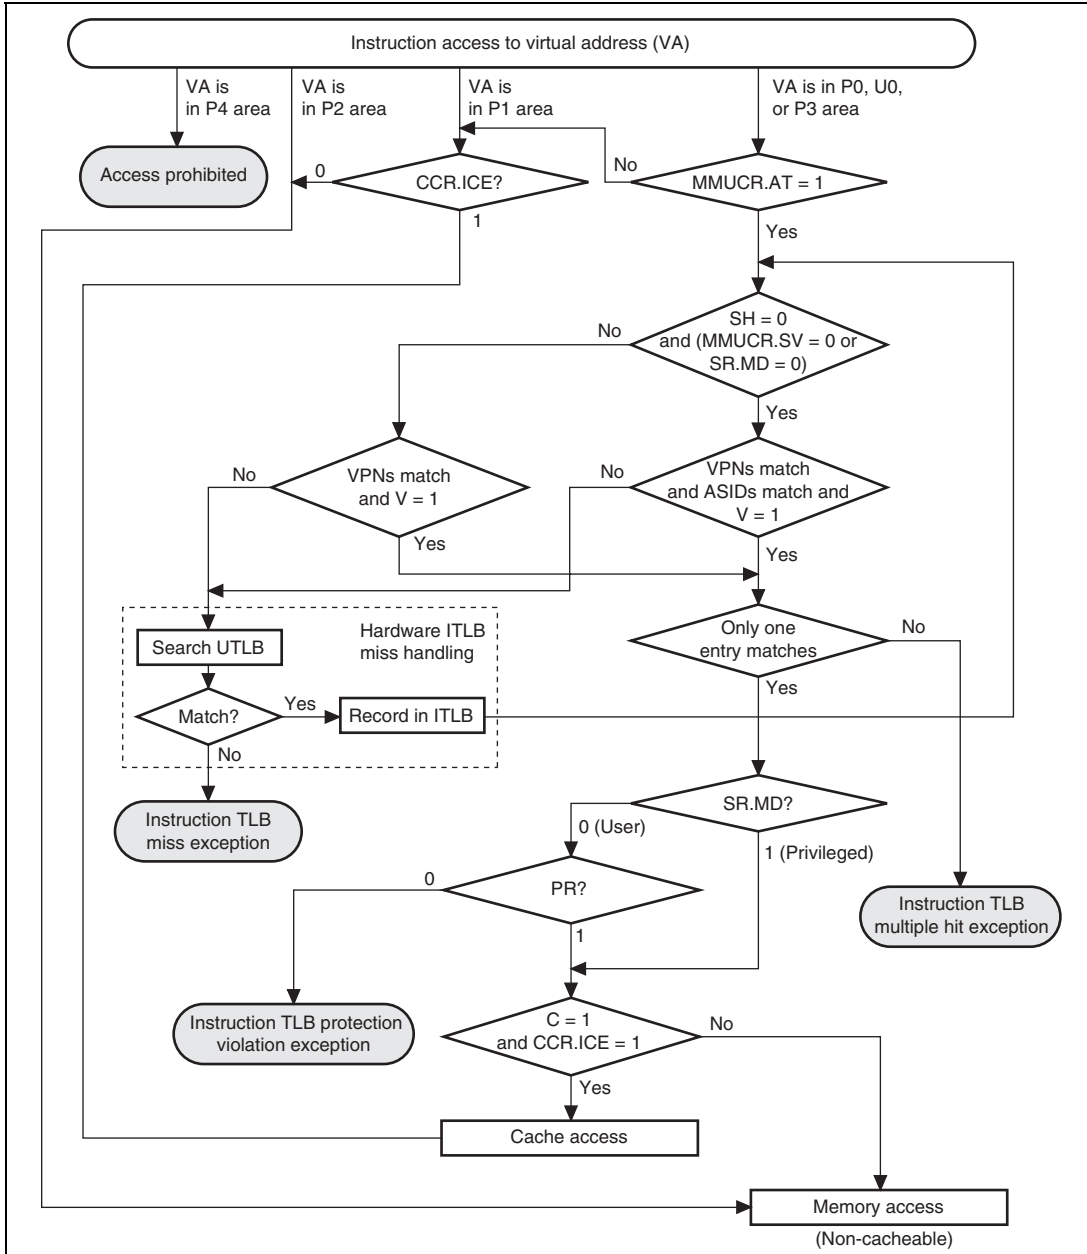 Instruction access to virtual address (VA)
VA is
in P4 area
VA is
in P2 area
VA is
in P1 area
VA is in P0, U0,
or P3 area
Access prohibited
0
CCR.ICE?
1
No
MMUCR.AT = 1
Yes
No
SH = 0
and (MMUCR.SV = 0 or
SR.MD = 0)
Yes
No
VPNs match
and V = 1
Yes
No
VPNs match
and ASIDs match and
V = 1
Yes
Hardware ITLB
miss handling
Search UTLB
Match?
Yes
Record in ITLB
No
Only one
entry matches
No
Yes
Instruction TLB
miss exception
SR.MD?
0 (User)
1 (Privileged)
0
PR?
1
Instruction TLB
multiple hit exception
Instruction TLB protection
violation exception
C = 1
and CCR.ICE = 1
No
Yes
Cache access
Memory access
(Non-cacheable)